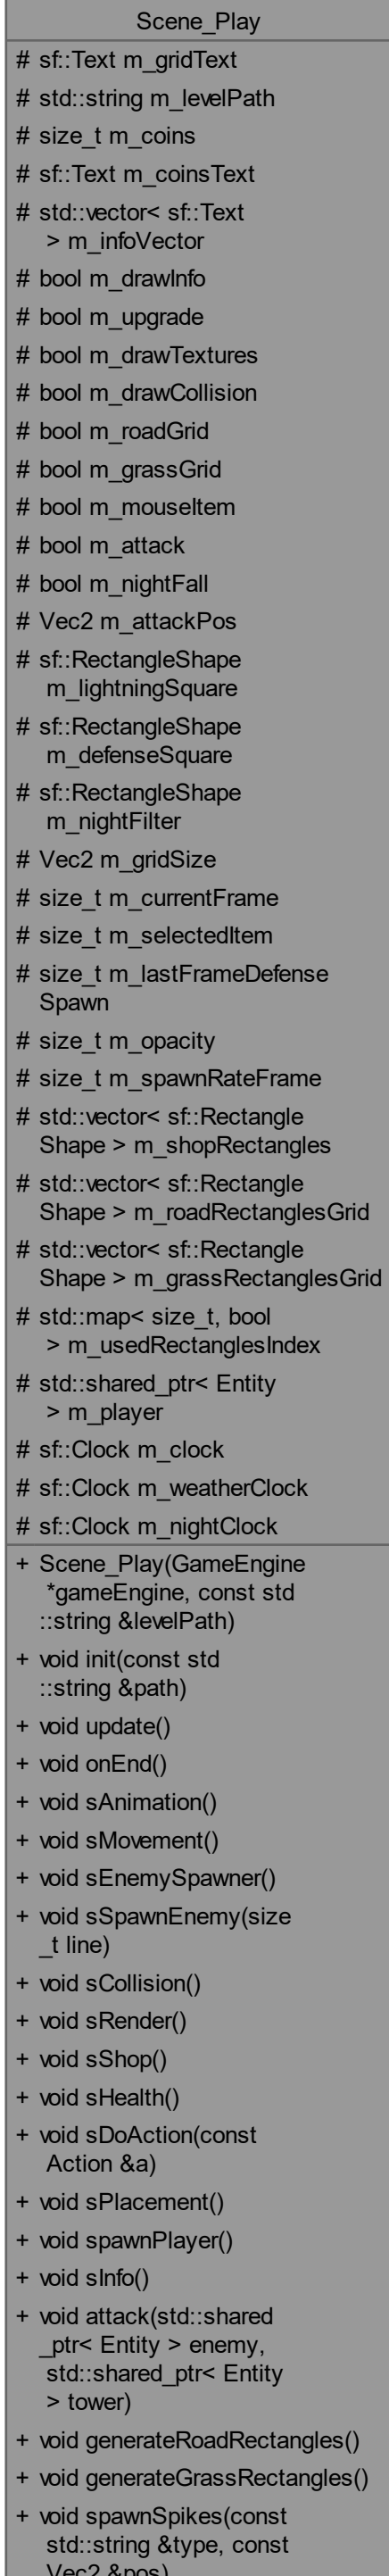 Scene_Play
# sf::Text m_gridText
# std::string m_levelPath
# size_t m_coins
# sf::Text m_coinsText
# std::vector< sf::Text
> m_infoVector
# bool m_drawInfo
# bool m_upgrade
# bool m_drawTextures
# bool m_drawCollision
# bool m_roadGrid
# bool m_grassGrid
# bool m_mouseItem
# bool m_attack
# bool m_nightFall
# Vec2 m_attackPos
# sf::RectangleShape
m_lightningSquare
# sf::RectangleShape
m_defenseSquare
# sf::RectangleShape
m_nightFilter
# Vec2 m_gridSize
# size_t m_currentFrame
# size_t m_selectedItem
# size_t m_lastFrameDefense
Spawn
# size_t m_opacity
# size_t m_spawnRateFrame
# std::vector< sf::Rectangle
Shape > m_shopRectangles
# std::vector< sf::Rectangle
Shape > m_roadRectanglesGrid
# std::vector< sf::Rectangle
Shape > m_grassRectanglesGrid
# std::map< size_t, bool
> m_usedRectanglesIndex
# std::shared_ptr< Entity
> m_player
# sf::Clock m_clock
# sf::Clock m_weatherClock
# sf::Clock m_nightClock
+ Scene_Play(GameEngine
*gameEngine, const std
::string &levelPath)
+ void init(const std
::string &path)
+ void update()
+ void onEnd()
+ void sAnimation()
+ void sMovement()
+ void sEnemySpawner()
+ void sSpawnEnemy(size
_t line)
+ void sCollision()
+ void sRender()
+ void sShop()
+ void sHealth()
+ void sDoAction(const
Action &a)
+ void sPlacement()
+ void spawnPlayer()
+ void sInfo()
+ void attack(std::shared
_ptr< Entity > enemy,
std::shared_ptr< Entity
> tower)
+ void generateRoadRectangles()
+ void generateGrassRectangles()
+ void spawnSpikes(const
std::string &type, const
Vec2 &pos)